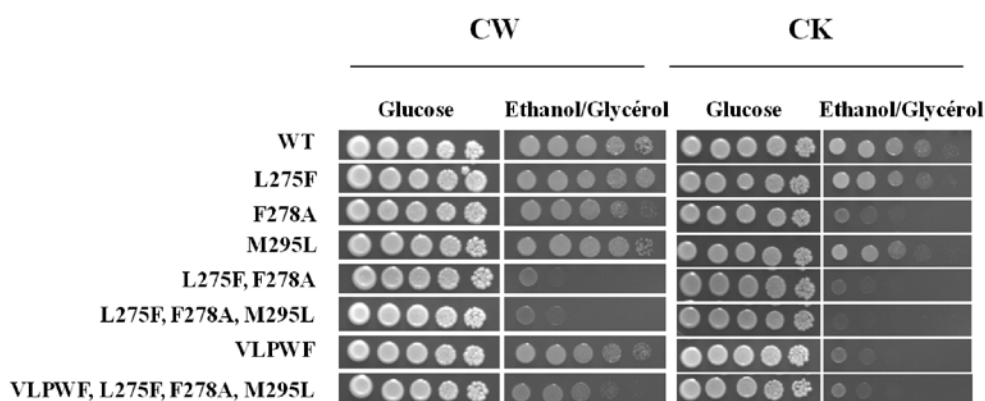 CW CK
Glucose Ethanol/Glycérol Glucose Ethanol/Glycérol
WT
L275F
F278A
M295L
L275F, F278A
L275F, F278A, M295L
VLPWF
VLPWF, L275F, F278A, M295L